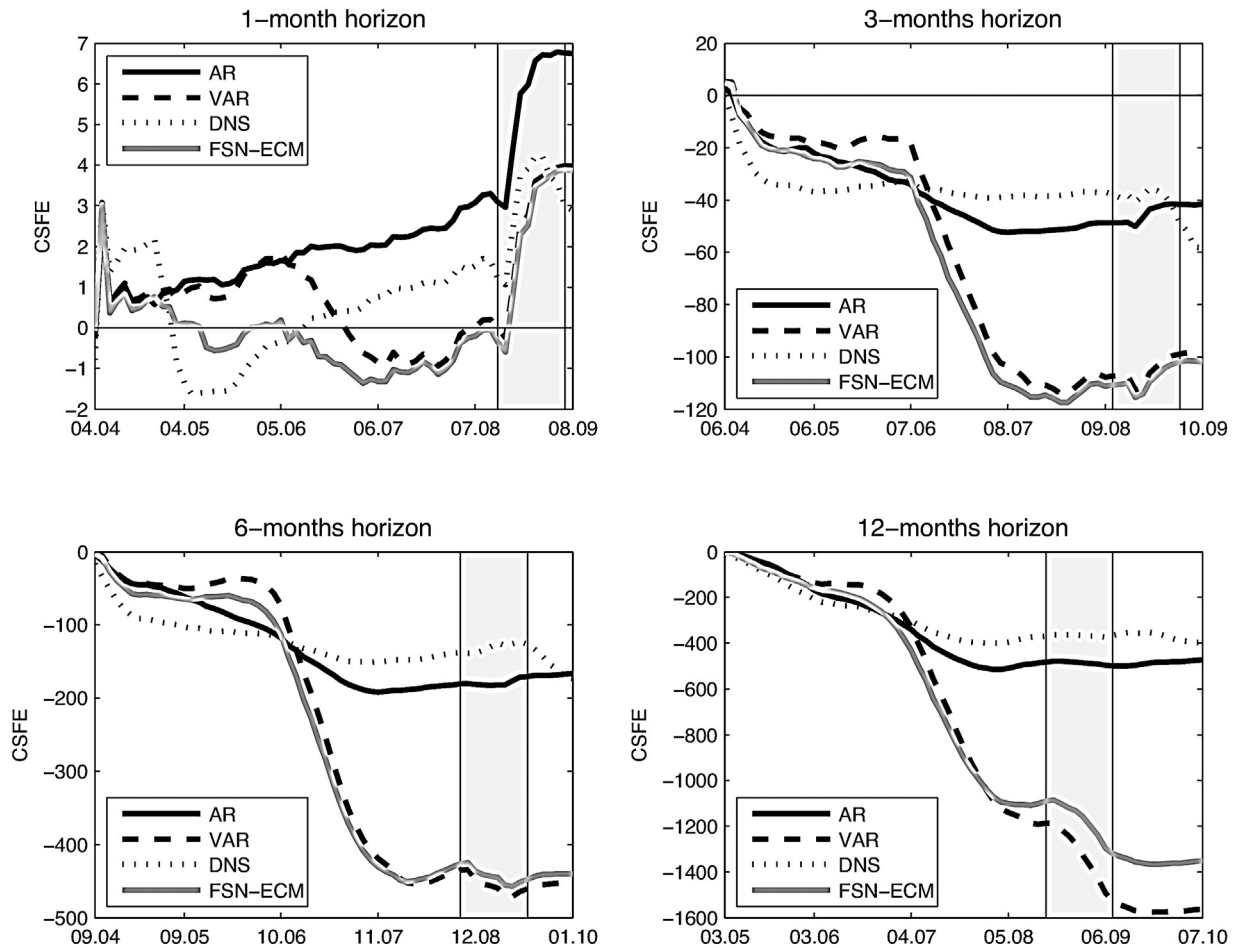 1−month horizon
7
6
5
4
3
2
1
0
−1
−2
CSFE
AR
VAR
DNS
FSN−ECM
04.04 04.05 05.06 06.07 07.08 08.09
3−months horizon
20
0
−20
−40
−60
−80
−100
−120
CSFE
AR
VAR
DNS
FSN−ECM
06.04 06.05 07.06 08.07 09.08 10.09
6−months horizon
0
−100
−200
−300
−400
−500
CSFE
AR
VAR
DNS
FSN−ECM
09.04 09.05 10.06 11.07 12.08 01.10
12−months horizon
0
−200
−400
−600
−800
−1000
−1200
−1400
−1600
CSFE
AR
VAR
DNS
FSN−ECM
03.05 03.06 04.07 05.08 06.09 07.10